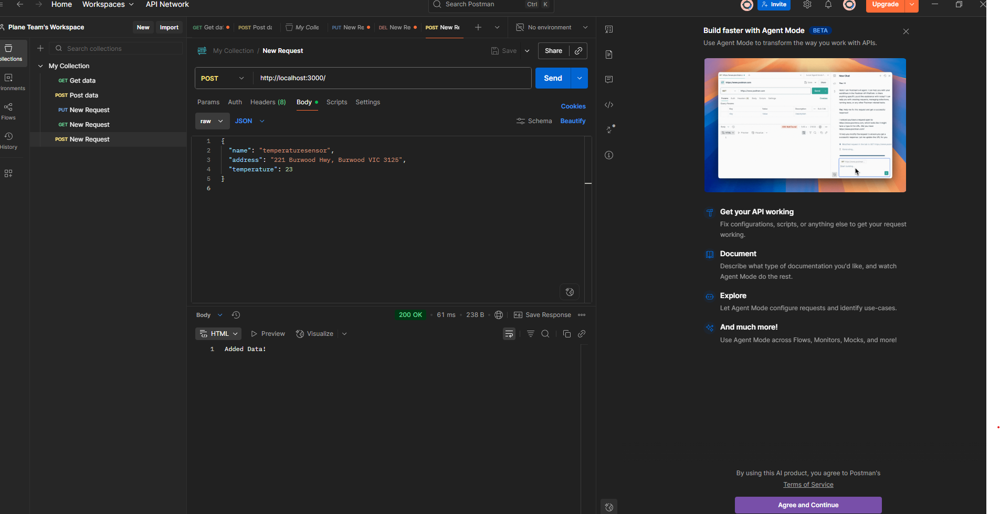 Home Workspaces API Network
Search Postman Ctrl K
Invite
Upgrade
Plane Team's Workspace
New Import
GET Get da
POST Post da
My Colle
PUT New Re
DEL New Re
POST New Re
No environment
ollections
ironments
Flows
History
Search collections
My Collection
GET Get data
POST Post data
PUT New Request
GET New Request
POST New Request
HTTP My Collection / New Request
Save Share
POST http://localhost:3000/
Send
Params Auth Headers (8) Body Scripts Settings
Cookies
raw JSON
Schema Beautify
1 {
2 "name": "temperaturesensor",
3 "address": "221 Burwood Hwy, Burwood VIC 3125",
4 "temperature": 23
5 }
6
Body
200 OK • 61 ms • 238 B •
e.g. Save Response
HTML Preview Visualize
1 Added Data!
Build faster with Agent Mode BETA
Use Agent Mode to transform the way you work with APIs.
New Chat
https://www.postman.com
Get your API working
Fix configurations, scripts, or anything else to get your request
working.
Document
Describe what type of documentation you'd like, and watch
Agent Mode do the rest.
Explore
Let Agent Mode configure requests and identify use-cases.
And much more!
Use Agent Mode across Flows, Monitors, Mocks, and more!
By using this AI product, you agree to Postman's
Terms of Service
Agree and Continue